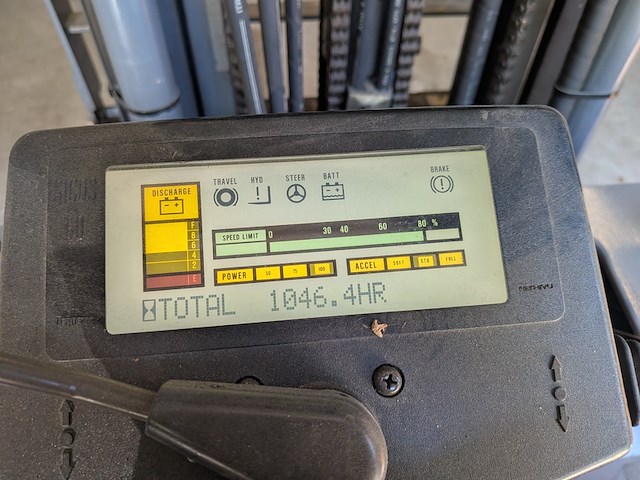 TRAVEL HYD STEER BATT BRAKE
DISCHARGE
F
8
6
4
2
E
SPEED LIMIT 0 30 40 60 80 %
POWER 50 75 100 ACCEL SOFT STD FULL
TOTAL 1046.4HR